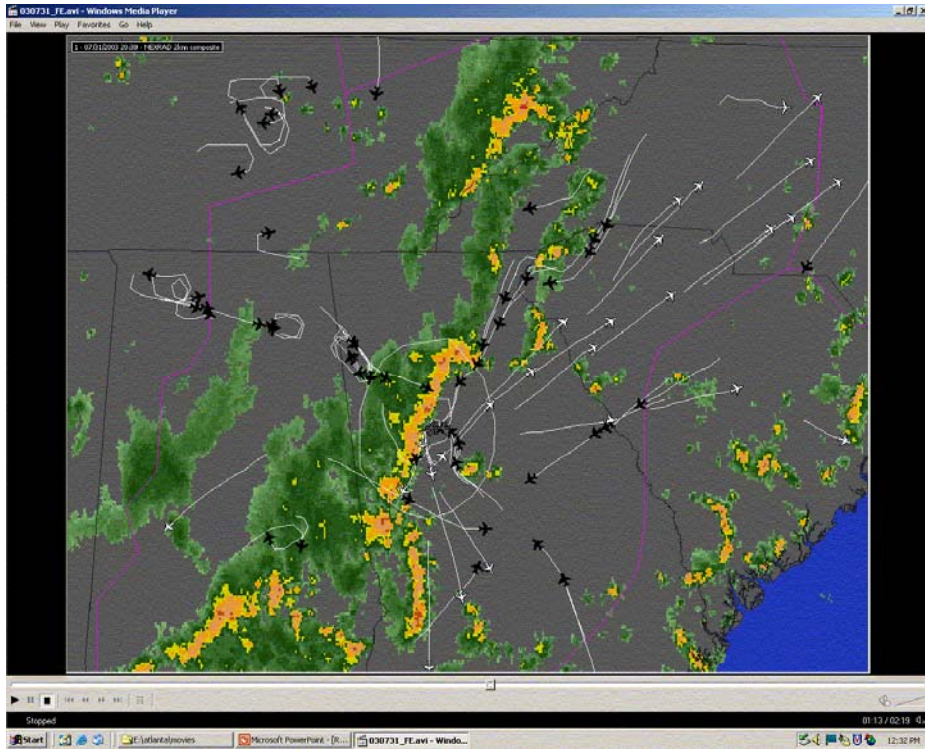 030731_FE.avi - Windows Media Player
File View Play Favorites Go Help
1 - 07/31/2003 20:39 - NEXRAD 2km composite
Stopped
01:13 / 02:19
Start
E:\atlanta\movies
Microsoft PowerPoint - [R...
030731_FE.avi - Windo...
12:32 PM